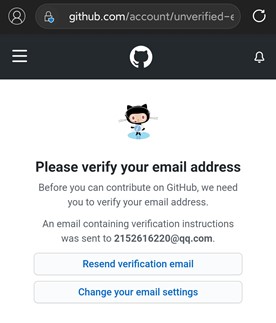 github.com/account/unverified-e
Please verify your email address
Before you can contribute on GitHub, we need
you to verify your email address.
An email containing verification instructions
was sent to 2152616220@qq.com.
Resend verification email
Change your email settings